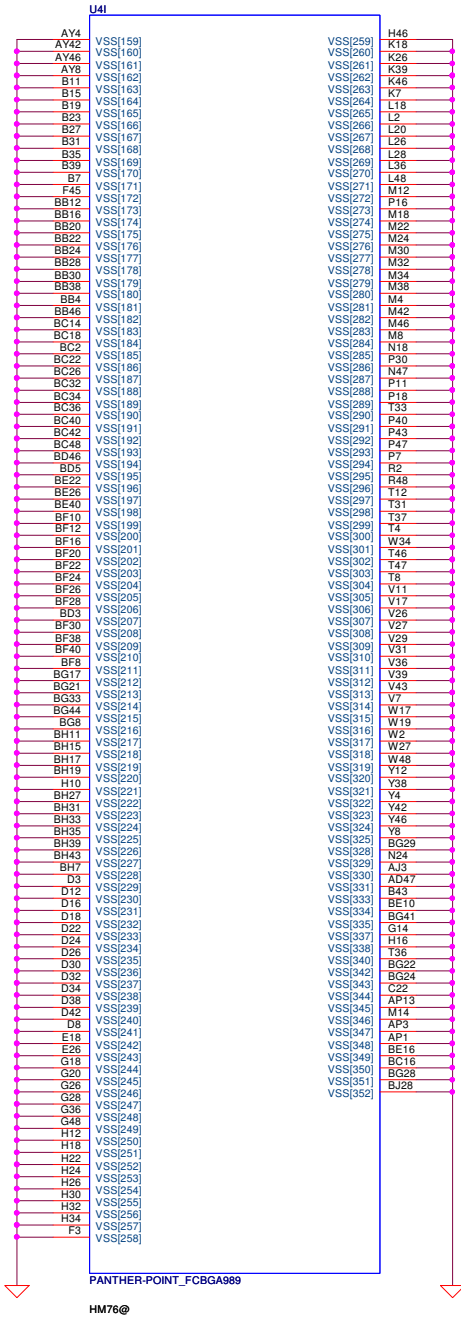 U4I
AY4 VSS[159] VSS[259] H46
AY42 VSS[160] VSS[260] K18
AY46 VSS[161] VSS[261] K26
AY8 VSS[162] VSS[262] K39
B11 VSS[163] VSS[263] K46
B15 VSS[164] VSS[264] K7
B19 VSS[165] VSS[265] L18
B23 VSS[166] VSS[266] L2
B27 VSS[167] VSS[267] L20
B31 VSS[168] VSS[268] L26
B35 VSS[169] VSS[269] L28
B39 VSS[170] VSS[270] L36
B7 VSS[171] VSS[271] L48
F45 VSS[172] VSS[272] M12
BB12 VSS[173] VSS[273] P16
BB16 VSS[174] VSS[274] M18
BB20 VSS[175] VSS[275] M22
BB22 VSS[176] VSS[276] M24
BB24 VSS[177] VSS[277] M30
BB28 VSS[178] VSS[278] M32
BB30 VSS[179] VSS[279] M34
BB38 VSS[180] VSS[280] M38
BB4 VSS[181] VSS[281] M4
BB46 VSS[182] VSS[282] M42
BC14 VSS[183] VSS[283] M46
BC18 VSS[184] VSS[284] M8
BC2 VSS[185] VSS[285] N18
BC22 VSS[186] VSS[286] P30
BC26 VSS[187] VSS[287] N47
BC32 VSS[188] VSS[288] P11
BC34 VSS[189] VSS[289] P18
BC36 VSS[190] VSS[290] T33
BC40 VSS[191] VSS[291] P40
BC42 VSS[192] VSS[292] P43
BC48 VSS[193] VSS[293] P47
BD46 VSS[194] VSS[294] P7
BD5 VSS[195] VSS[295] R2
BE22 VSS[196] VSS[296] R48
BE26 VSS[197] VSS[297] T12
BE40 VSS[198] VSS[298] T31
BF10 VSS[199] VSS[299] T37
BF12 VSS[200] VSS[300] T4
BF16 VSS[201] VSS[301] W34
BF20 VSS[202] VSS[302] T46
BF22 VSS[203] VSS[303] T47
BF24 VSS[204] VSS[304] T8
BF26 VSS[205] VSS[305] V11
BF28 VSS[206] VSS[306] V17
BD3 VSS[207] VSS[307] V26
BF30 VSS[208] VSS[308] V27
BF38 VSS[209] VSS[309] V29
BF40 VSS[210] VSS[310] V31
BF8 VSS[211] VSS[311] V36
BG17 VSS[212] VSS[312] V39
BG21 VSS[213] VSS[313] V43
BG33 VSS[214] VSS[314] V7
BG44 VSS[215] VSS[315] W17
BG8 VSS[216] VSS[316] W19
BH11 VSS[217] VSS[317] W2
BH15 VSS[218] VSS[318] W27
BH17 VSS[219] VSS[319] W48
BH19 VSS[220] VSS[320] Y12
H10 VSS[221] VSS[321] Y38
BH27 VSS[222] VSS[322] Y4
BH31 VSS[223] VSS[323] Y42
BH33 VSS[224] VSS[324] Y46
BH35 VSS[225] VSS[325] Y8
BH39 VSS[226] VSS[328] BG29
BH43 VSS[227] VSS[329] N24
BH7 VSS[228] VSS[330] AJ3
D3 VSS[229] VSS[331] AD47
D12 VSS[230] VSS[333] B43
D16 VSS[231] VSS[334] BE10
D18 VSS[232] VSS[335] BG41
D22 VSS[233] VSS[337] G14
D24 VSS[234] VSS[338] H16
D26 VSS[235] VSS[340] T36
D30 VSS[236] VSS[342] BG22
D32 VSS[237] VSS[343] BG24
D34 VSS[238] VSS[344] C22
D38 VSS[239] VSS[345] AP13
D42 VSS[240] VSS[346] M14
D8 VSS[241] VSS[347] AP3
E18 VSS[242] VSS[348] AP1
E26 VSS[243] VSS[349] BE16
G18 VSS[244] VSS[350] BC16
G20 VSS[245] VSS[351] BG28
G26 VSS[246] VSS[352] BJ28
G28 VSS[247]
G36 VSS[248]
G48 VSS[249]
H12 VSS[250]
H18 VSS[251]
H22 VSS[252]
H24 VSS[253]
H26 VSS[254]
H30 VSS[255]
H32 VSS[256]
H34 VSS[257]
F3 VSS[258]
PANTHER-POINT_FCBGA989
HM76@